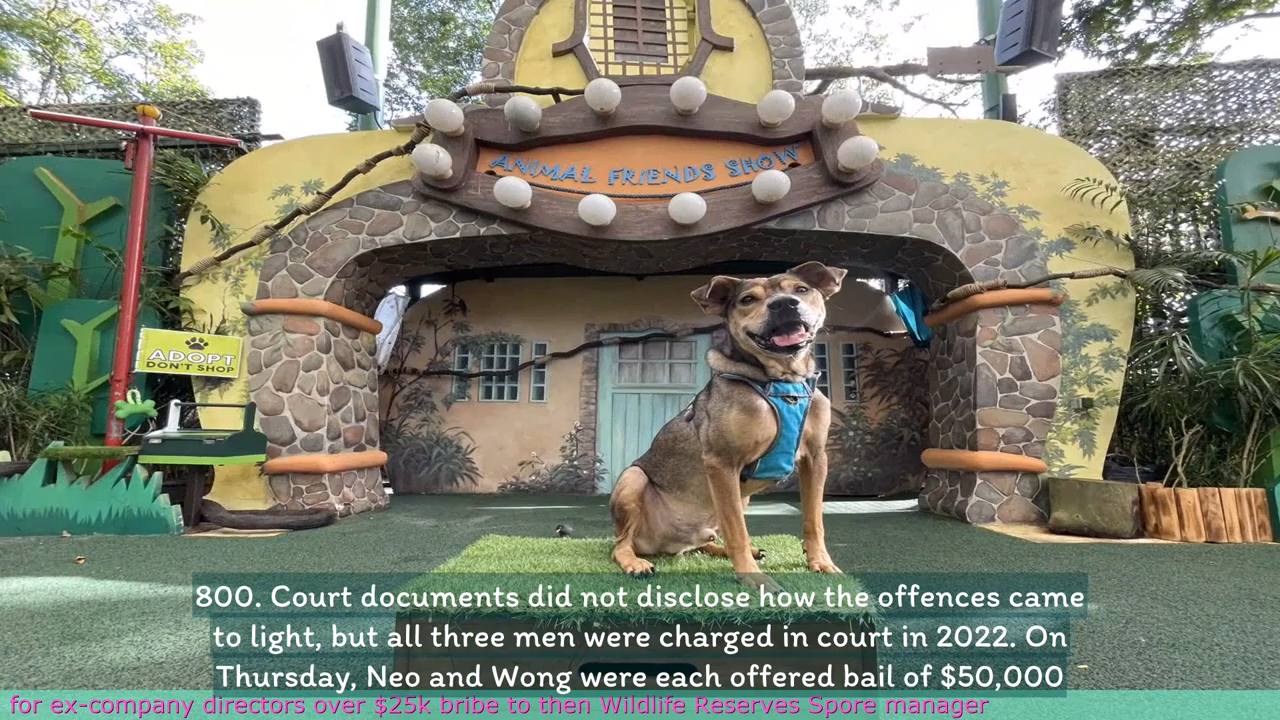 ANIMAL FRIENDS SHOW
ADOPT
DON'T SHOP
800. Court documents did not disclose how the offences came
to light, but all three men were charged in court in 2022. On
Thursday, Neo and Wong were each offered bail of $50,000
for ex-company directors over $25k bribe to then Wildlife Reserves Spore manager